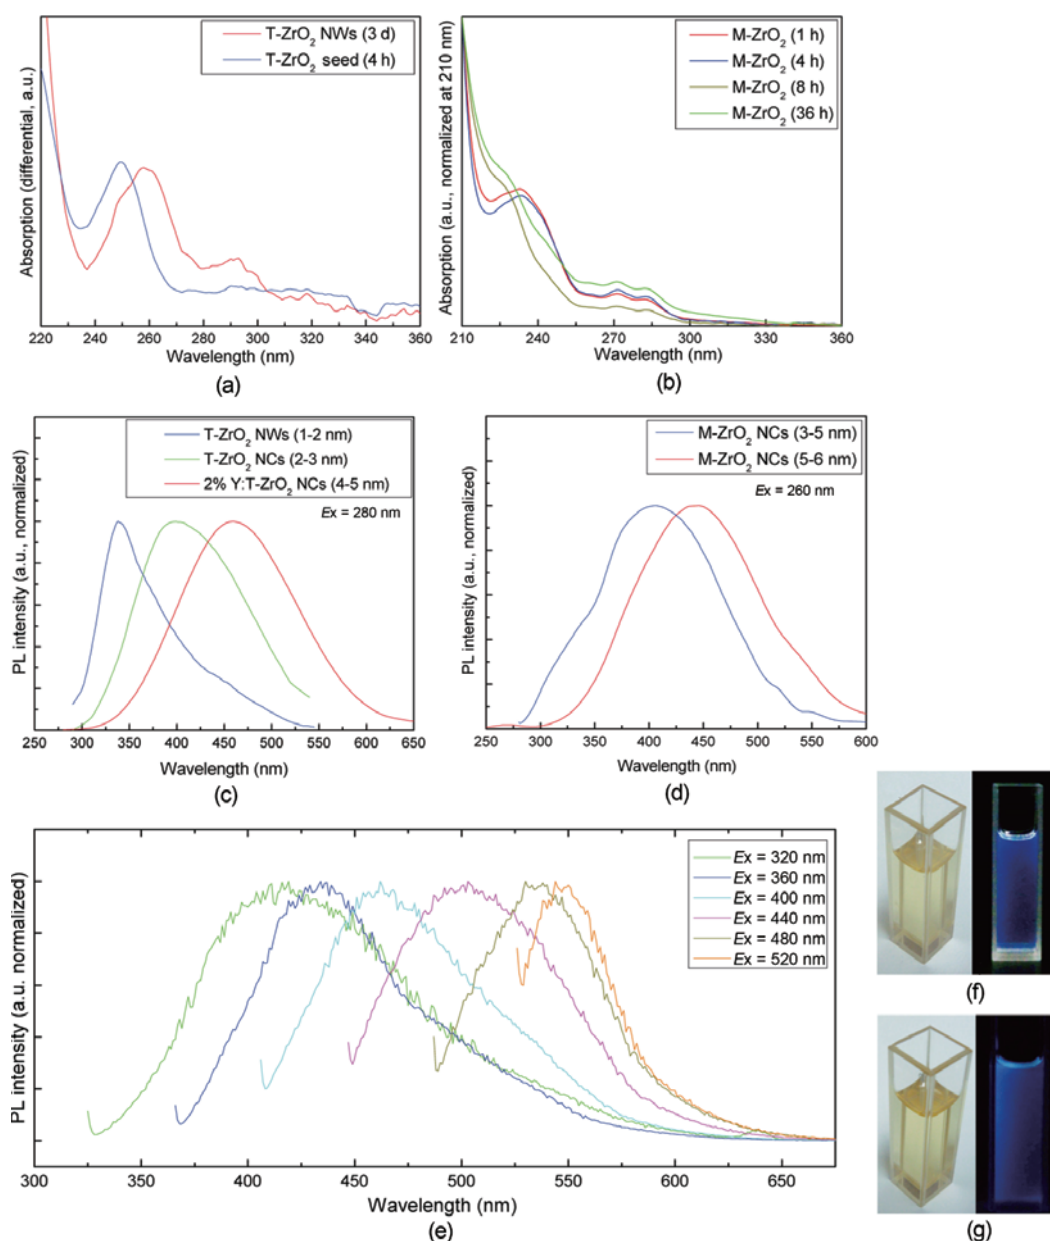 T-ZrO₂ NWs (3 d)
T-ZrO₂ seed (4 h)
Absorption (differential, a.u.)
220 240 260 280 300 320 340 360
Wavelength (nm)
(a)
M-ZrO₂ (1 h)
M-ZrO₂ (4 h)
M-ZrO₂ (8 h)
M-ZrO₂ (36 h)
Absorption (a.u., normalized at 210 nm)
210 240 270 300 330 360
Wavelength (nm)
(b)
T-ZrO₂ NWs (1-2 nm)
T-ZrO₂ NCs (2-3 nm)
2% Y:T-ZrO₂ NCs (4-5 nm)
Ex = 280 nm
PL intensity (a.u., normalized)
250 300 350 400 450 500 550 600 650
Wavelength (nm)
(c)
M-ZrO₂ NCs (3-5 nm)
M-ZrO₂ NCs (5-6 nm)
Ex = 260 nm
PL intensity (a.u., normalized)
250 300 350 400 450 500 550 600
Wavelength (nm)
(d)
Ex = 320 nm
Ex = 360 nm
Ex = 400 nm
Ex = 440 nm
Ex = 480 nm
Ex = 520 nm
PL intensity (a.u. normalized)
300 350 400 450 500 550 600 650
Wavelength (nm)
(e)
(f)
(g)